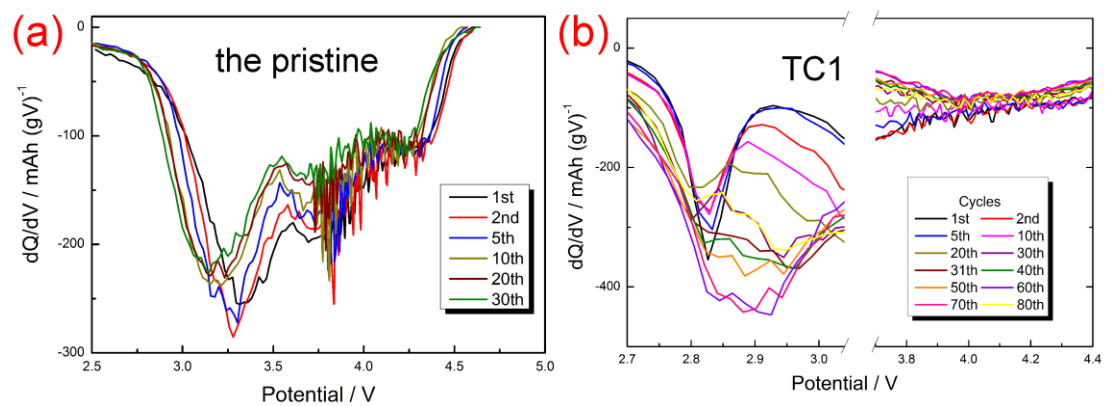 (a)
the pristine
dQ/dV / mAh (gV)⁻¹
0
-100
-200
-300
2.5 3.0 3.5 4.0 4.5 5.0
Potential / V
1st
2nd
5th
10th
20th
30th
(b)
TC1
dQ/dV / mAh (gV)⁻¹
0
-200
-400
2.7 2.8 2.9 3.0 3.8 4.0 4.2 4.4
Potential / V
Cycles
1st 2nd
5th 10th
20th 30th
31th 40th
50th 60th
70th 80th